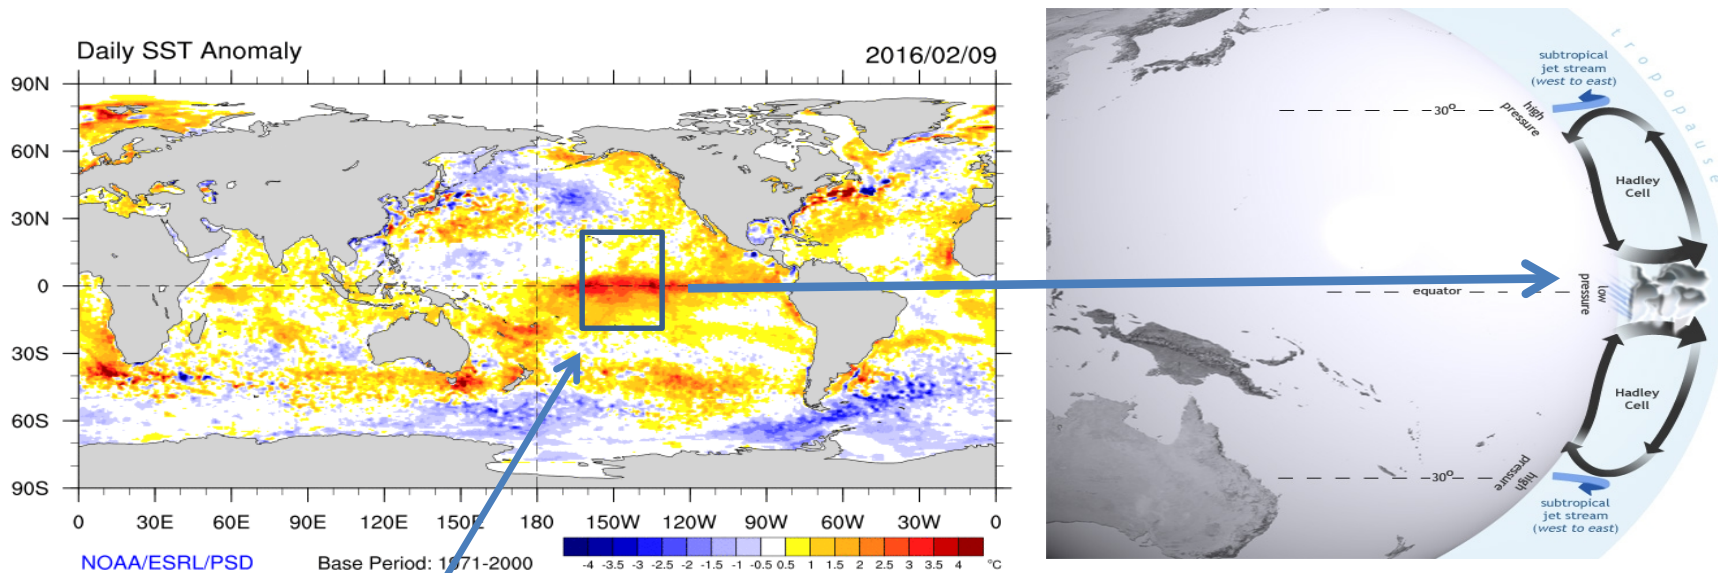 Daily SST Anomaly
2016/02/09
90N
60N
30N
0
30S
60S
90S
0 30E 60E 90E 120E 150E 180 150W 120W 90W 60W 30W 0
NOAA/ESRL/PSD
Base Period: 1971-2000
-4 -3.5 -3 -2.5 -2 -1.5 -1 -0.5 0.5 1 1.5 2 2.5 3 3.5 4 °C
tropopause
subtropical
jet stream
(west to east)
30°
high
pressure
Hadley
Cell
equator
low
pressure
Hadley
Cell
30°
high
pressure
subtropical
jet stream
(west to east)